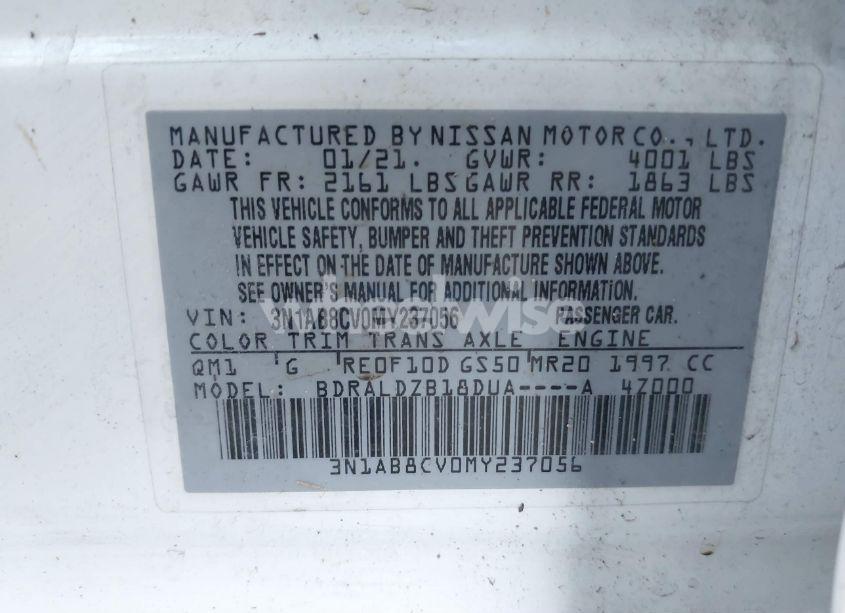 MANUFACTURED BY NISSAN MOTOR CO., LTD.
DATE: 01/21. GVWR: 4001 LBS
GAWR FR: 2161 LBS GAWR RR: 1863 LBS
THIS VEHICLE CONFORMS TO ALL APPLICABLE FEDERAL MOTOR
VEHICLE SAFETY, BUMPER AND THEFT PREVENTION STANDARDS
IN EFFECT ON THE DATE OF MANUFACTURE SHOWN ABOVE.
SEE OWNER'S MANUAL FOR ADDITIONAL INFORMATION.
wheelwise
VIN: 3N1AB8CV0MY237056 PASSENGER CAR.
COLOR TRIM TRANS AXLE ENGINE
QM1 G RE0F10D GS50 MR20 1997 CC
MODEL: BDRALDZB18DUA----A 4Z000
3N1AB8CV0MY237056